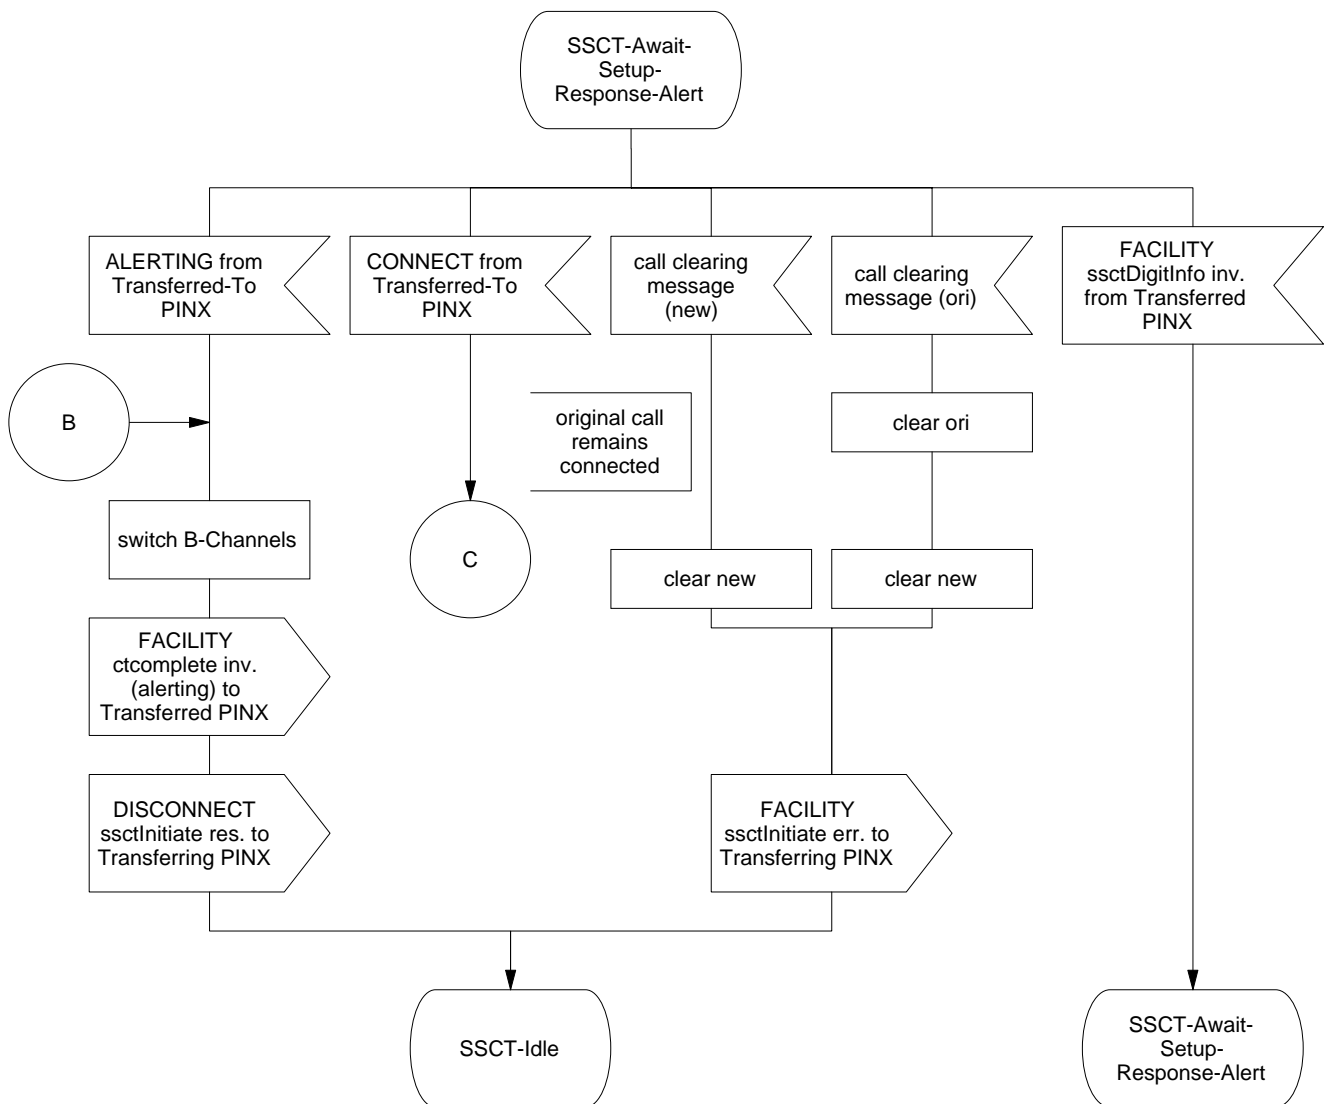 SSCT-Await-
Setup-
Response-Alert
ALERTING from
Transferred-To
PINX
CONNECT from
Transferred-To
PINX
call clearing
message
(new)
call clearing
message (ori)
FACILITY
ssctDigitInfo inv.
from Transferred
PINX
B
original call
remains
connected
clear ori
switch B-Channels
C
clear new
clear new
FACILITY
ctcomplete inv.
(alerting) to
Transferred PINX
DISCONNECT
ssctInitiate res. to
Transferring PINX
FACILITY
ssctInitiate err. to
Transferring PINX
SSCT-Idle
SSCT-Await-
Setup-
Response-Alert